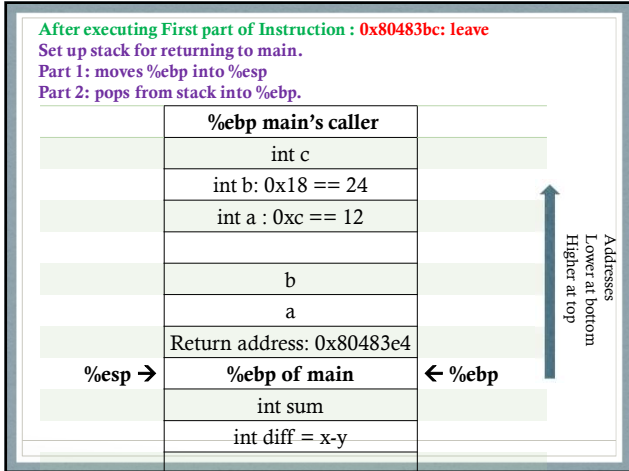 After executing First part of Instruction : 0x80483bc: leave
Set up stack for returning to main.
Part 1: moves %ebp into %esp
Part 2: pops from stack into %ebp.
%ebp main's caller
int c
int b: 0x18 == 24
int a : 0xc == 12
b
a
Return address: 0x80483e4
%esp → %ebp of main ← %ebp
int sum
int diff = x-y
Addresses
Lower at bottom
Higher at top